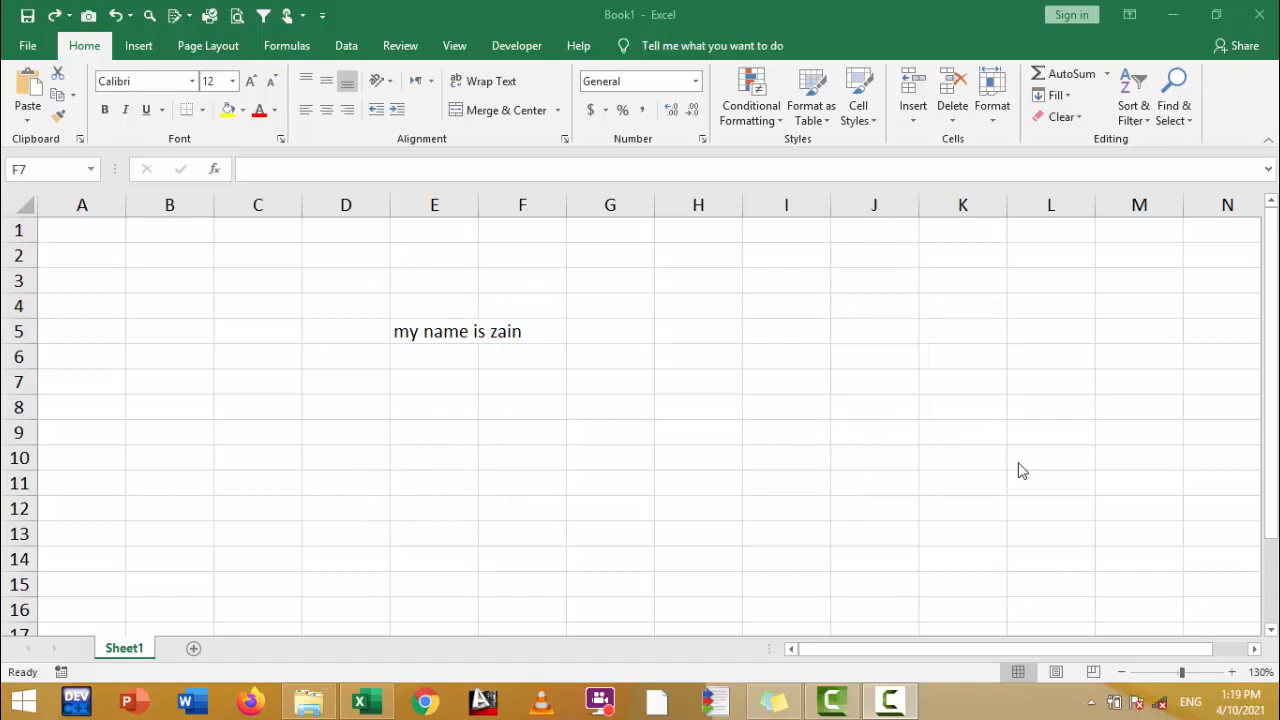 Book1 - Excel
Sign in
File Home Insert Page Layout Formulas Data Review View Developer Help Tell me what you want to do Share
Paste
Calibri 12
B I U A
Wrap Text
Merge & Center
General
$ % ,
Conditional Formatting
Format as Table
Cell Styles
Insert
Delete
Format
AutoSum
Fill
Clear
Sort & Filter
Find & Select
Clipboard Font Alignment Number Styles Cells Editing
F7 fx
A B C D E F G H I J K L M N
1
2
3
4
5 my name is zain
6
7
8
9
10
11
12
13
14
15
16
17
Sheet1
Ready 130%
DEV
ENG
1:19 PM
4/10/2021